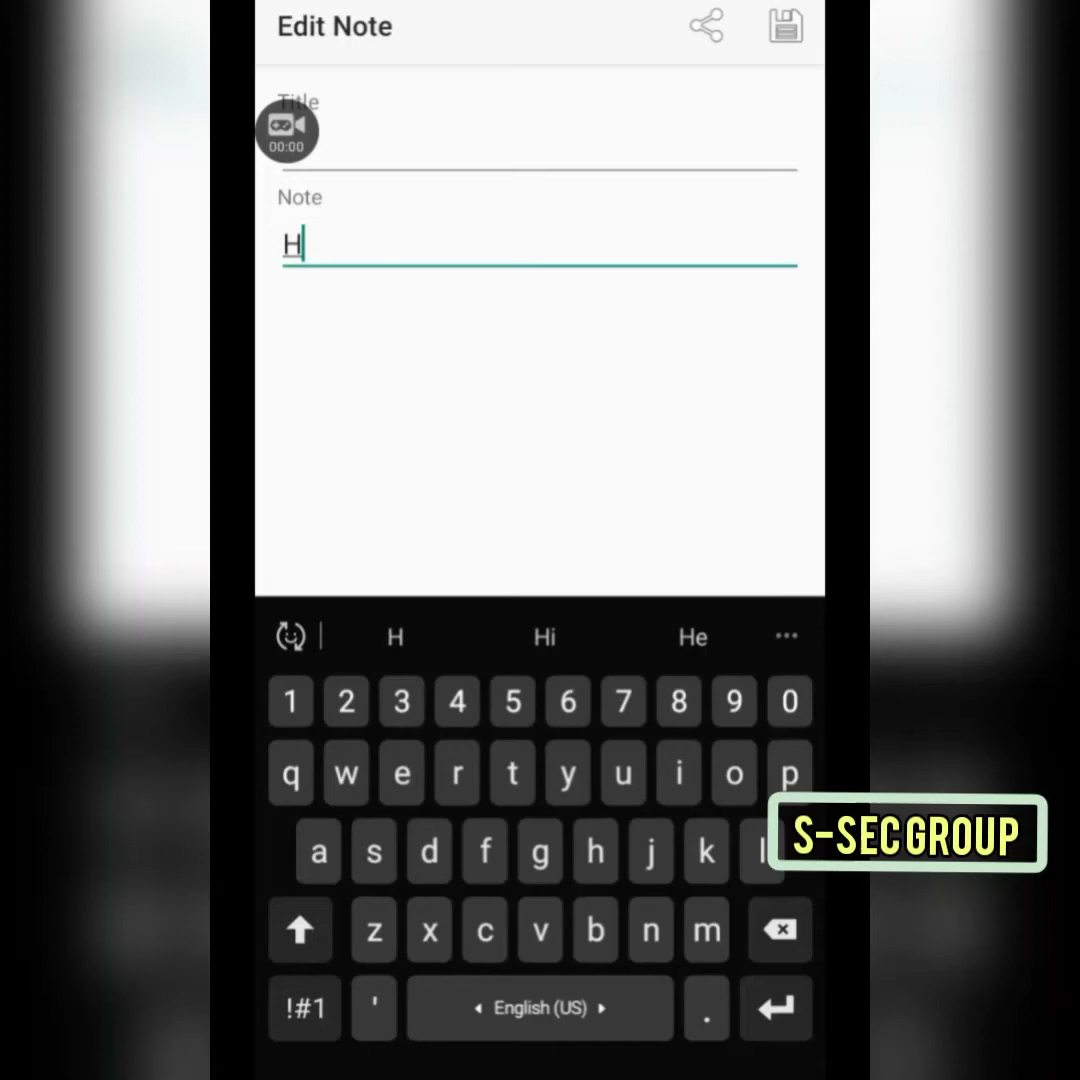 Edit Note
Title
00:00
Note
H
H Hi He
1 2 3 4 5 6 7 8 9 0
q w e r t y u i o p
a s d f g h j k l
S-SEC GROUP
z x c v b n m
!#1 ' English (US) .